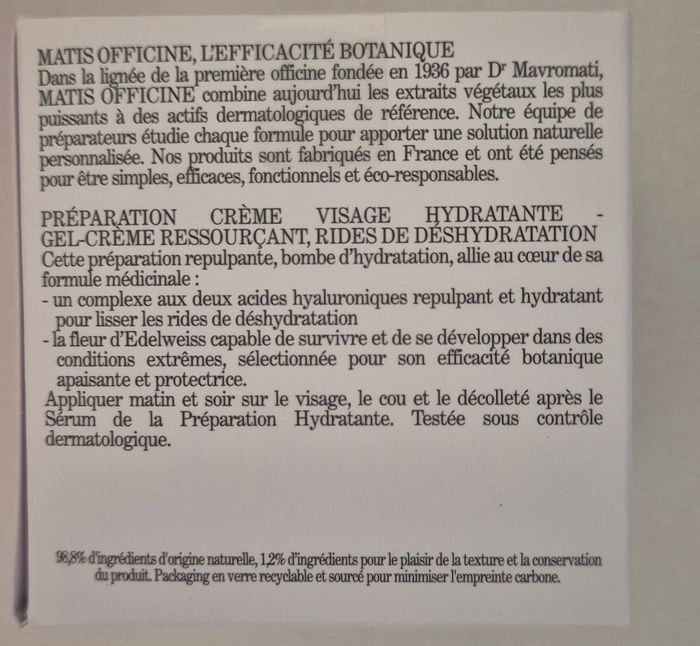 MATIS OFFICINE, L'EFFICACITÉ BOTANIQUE
Dans la lignée de la première officine fondée en 1936 par Dr Mavromati,
MATIS OFFICINE combine aujourd'hui les extraits végétaux les plus
puissants à des actifs dermatologiques de référence. Notre équipe de
préparateurs étudie chaque formule pour apporter une solution naturelle
personnalisée. Nos produits sont fabriqués en France et ont été pensés
pour être simples, efficaces, fonctionnels et éco-responsables.
PRÉPARATION CRÈME VISAGE HYDRATANTE -
GEL-CRÈME RESSOURÇANT, RIDES DE DÉSHYDRATATION
Cette préparation repulpante, bombe d'hydratation, allie au cœur de sa
formule médicinale :
- un complexe aux deux acides hyaluroniques repulpant et hydratant
pour lisser les rides de déshydratation
- la fleur d'Edelweiss capable de survivre et de se développer dans des
conditions extrêmes, sélectionnée pour son efficacité botanique
apaisante et protectrice.
Appliquer matin et soir sur le visage, le cou et le décolleté après le
Sérum de la Préparation Hydratante. Testée sous contrôle
dermatologique.
98,8% d'ingrédients d'origine naturelle, 1,2% d'ingrédients pour le plaisir de la texture et la conservation
du produit. Packaging en verre recyclable et sourcé pour minimiser l'empreinte carbone.